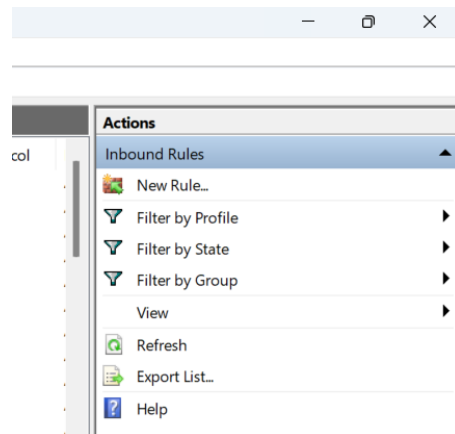 Actions
col
Inbound Rules
New Rule...
Filter by Profile
Filter by State
Filter by Group
View
Refresh
Export List...
Help